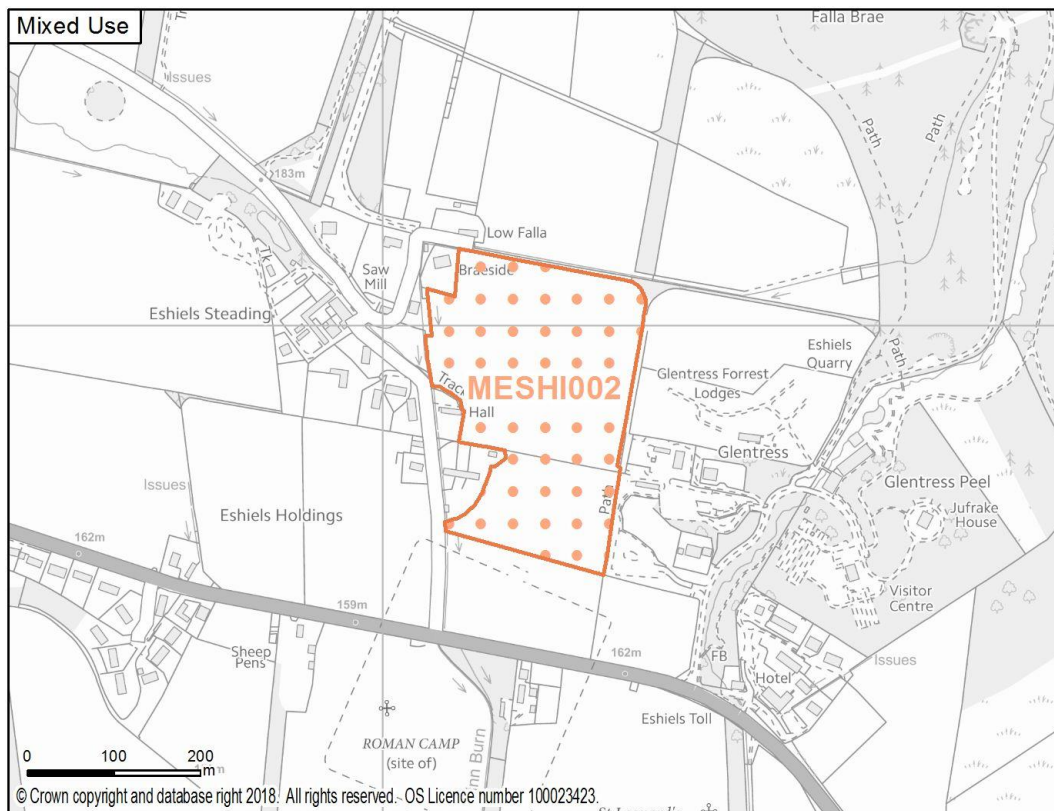 Mixed Use
Falla Brae
Issues
Path
Path
183m
Low Falla
Braeside
Saw
Mill
Tk
Eshiels Steading
Eshiels
Quarry
Path
Glentress Forrest
Lodges
Track
MESHI002
Hall
Glentress
Glentress Peel
Issues
Path
Jufrake
House
Eshiels Holdings
162m
Visitor
Centre
159m
Sheep
Pens
162m
FB
Issues
Hotel
Eshiels Toll
ROMAN CAMP
(site of)
nn Burn
0 100 200
m
© Crown copyright and database right 2018. All rights reserved. OS Licence number 100023423.